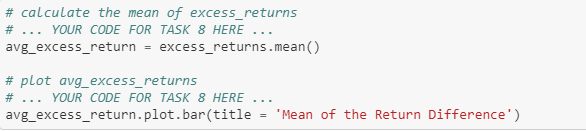 # calculate the mean of excess_returns
# ... YOUR CODE FOR TASK 8 HERE ...
avg_excess_return = excess_returns.mean()
# plot avg_excess_returns
# ... YOUR CODE FOR TASK 8 HERE ...
avg_excess_return.plot.bar(title = 'Mean of the Return Difference')